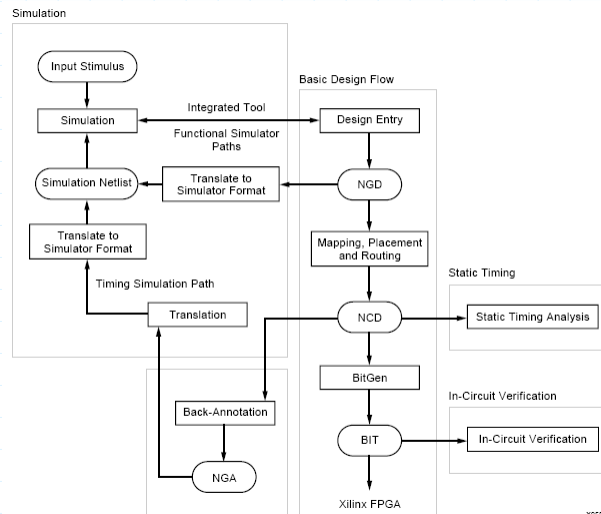 Simulation
Input Stimulus
Basic Design Flow
Integrated Tool
Simulation
Design Entry
Functional Simulator
Paths
Translate to
Simulator Format
Simulation Netlist
NGD
Translate to
Simulator Format
Mapping, Placement
and Routing
Static Timing
Timing Simulation Path
Translation
NCD
Static Timing Analysis
BitGen
In-Circuit Verification
Back-Annotation
BIT
In-Circuit Verification
NGA
Xilinx FPGA